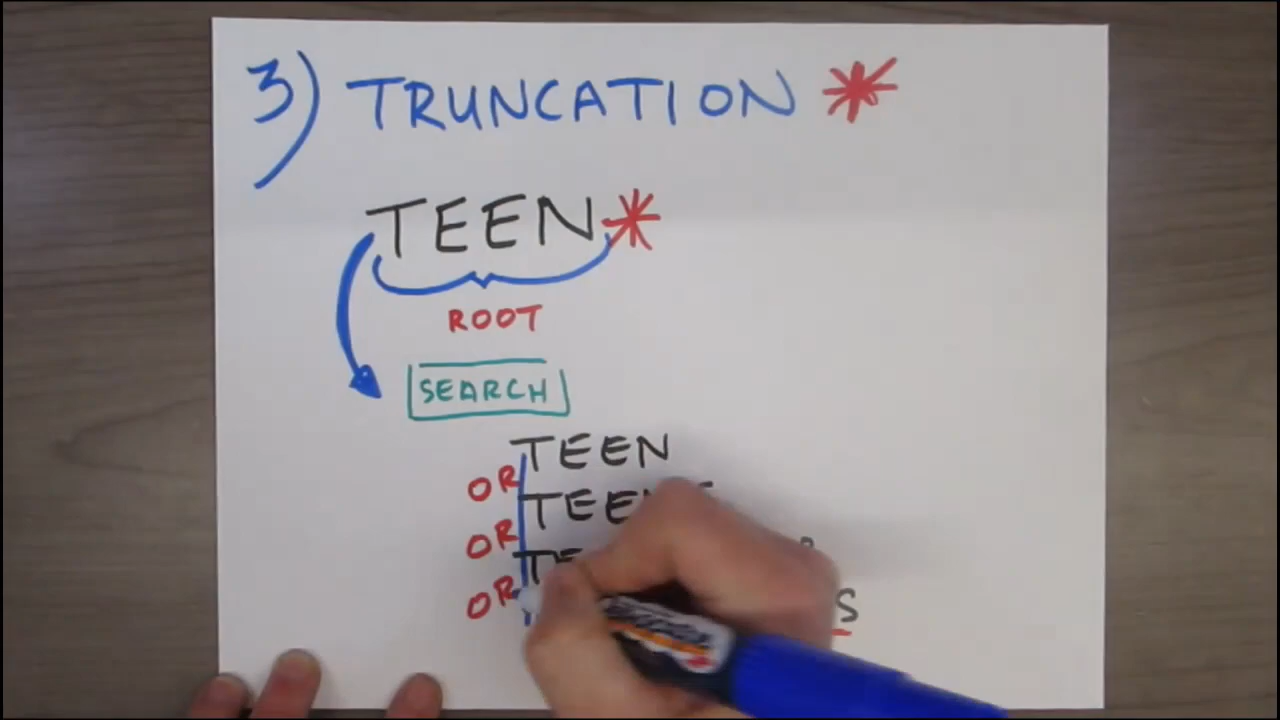 3) TRUNCATION *
TEEN*
ROOT
SEARCH
TEEN
OR
OR
OR